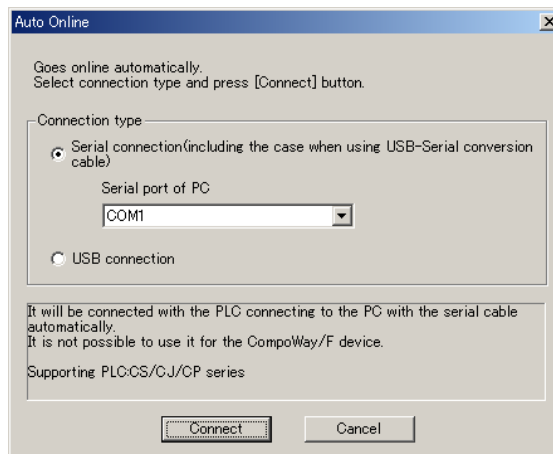 Auto Online
Goes online automatically.
Select connection type and press [Connect] button.
Connection type
Serial connection(including the case when using USB-Serial conversion
cable)
Serial port of PC
COM1
USB connection
It will be connected with the PLC connecting to the PC with the serial cable
automatically.
It is not possible to use it for the CompoWay/F device.
Supporting PLC:CS/CJ/CP series
Connect
Cancel